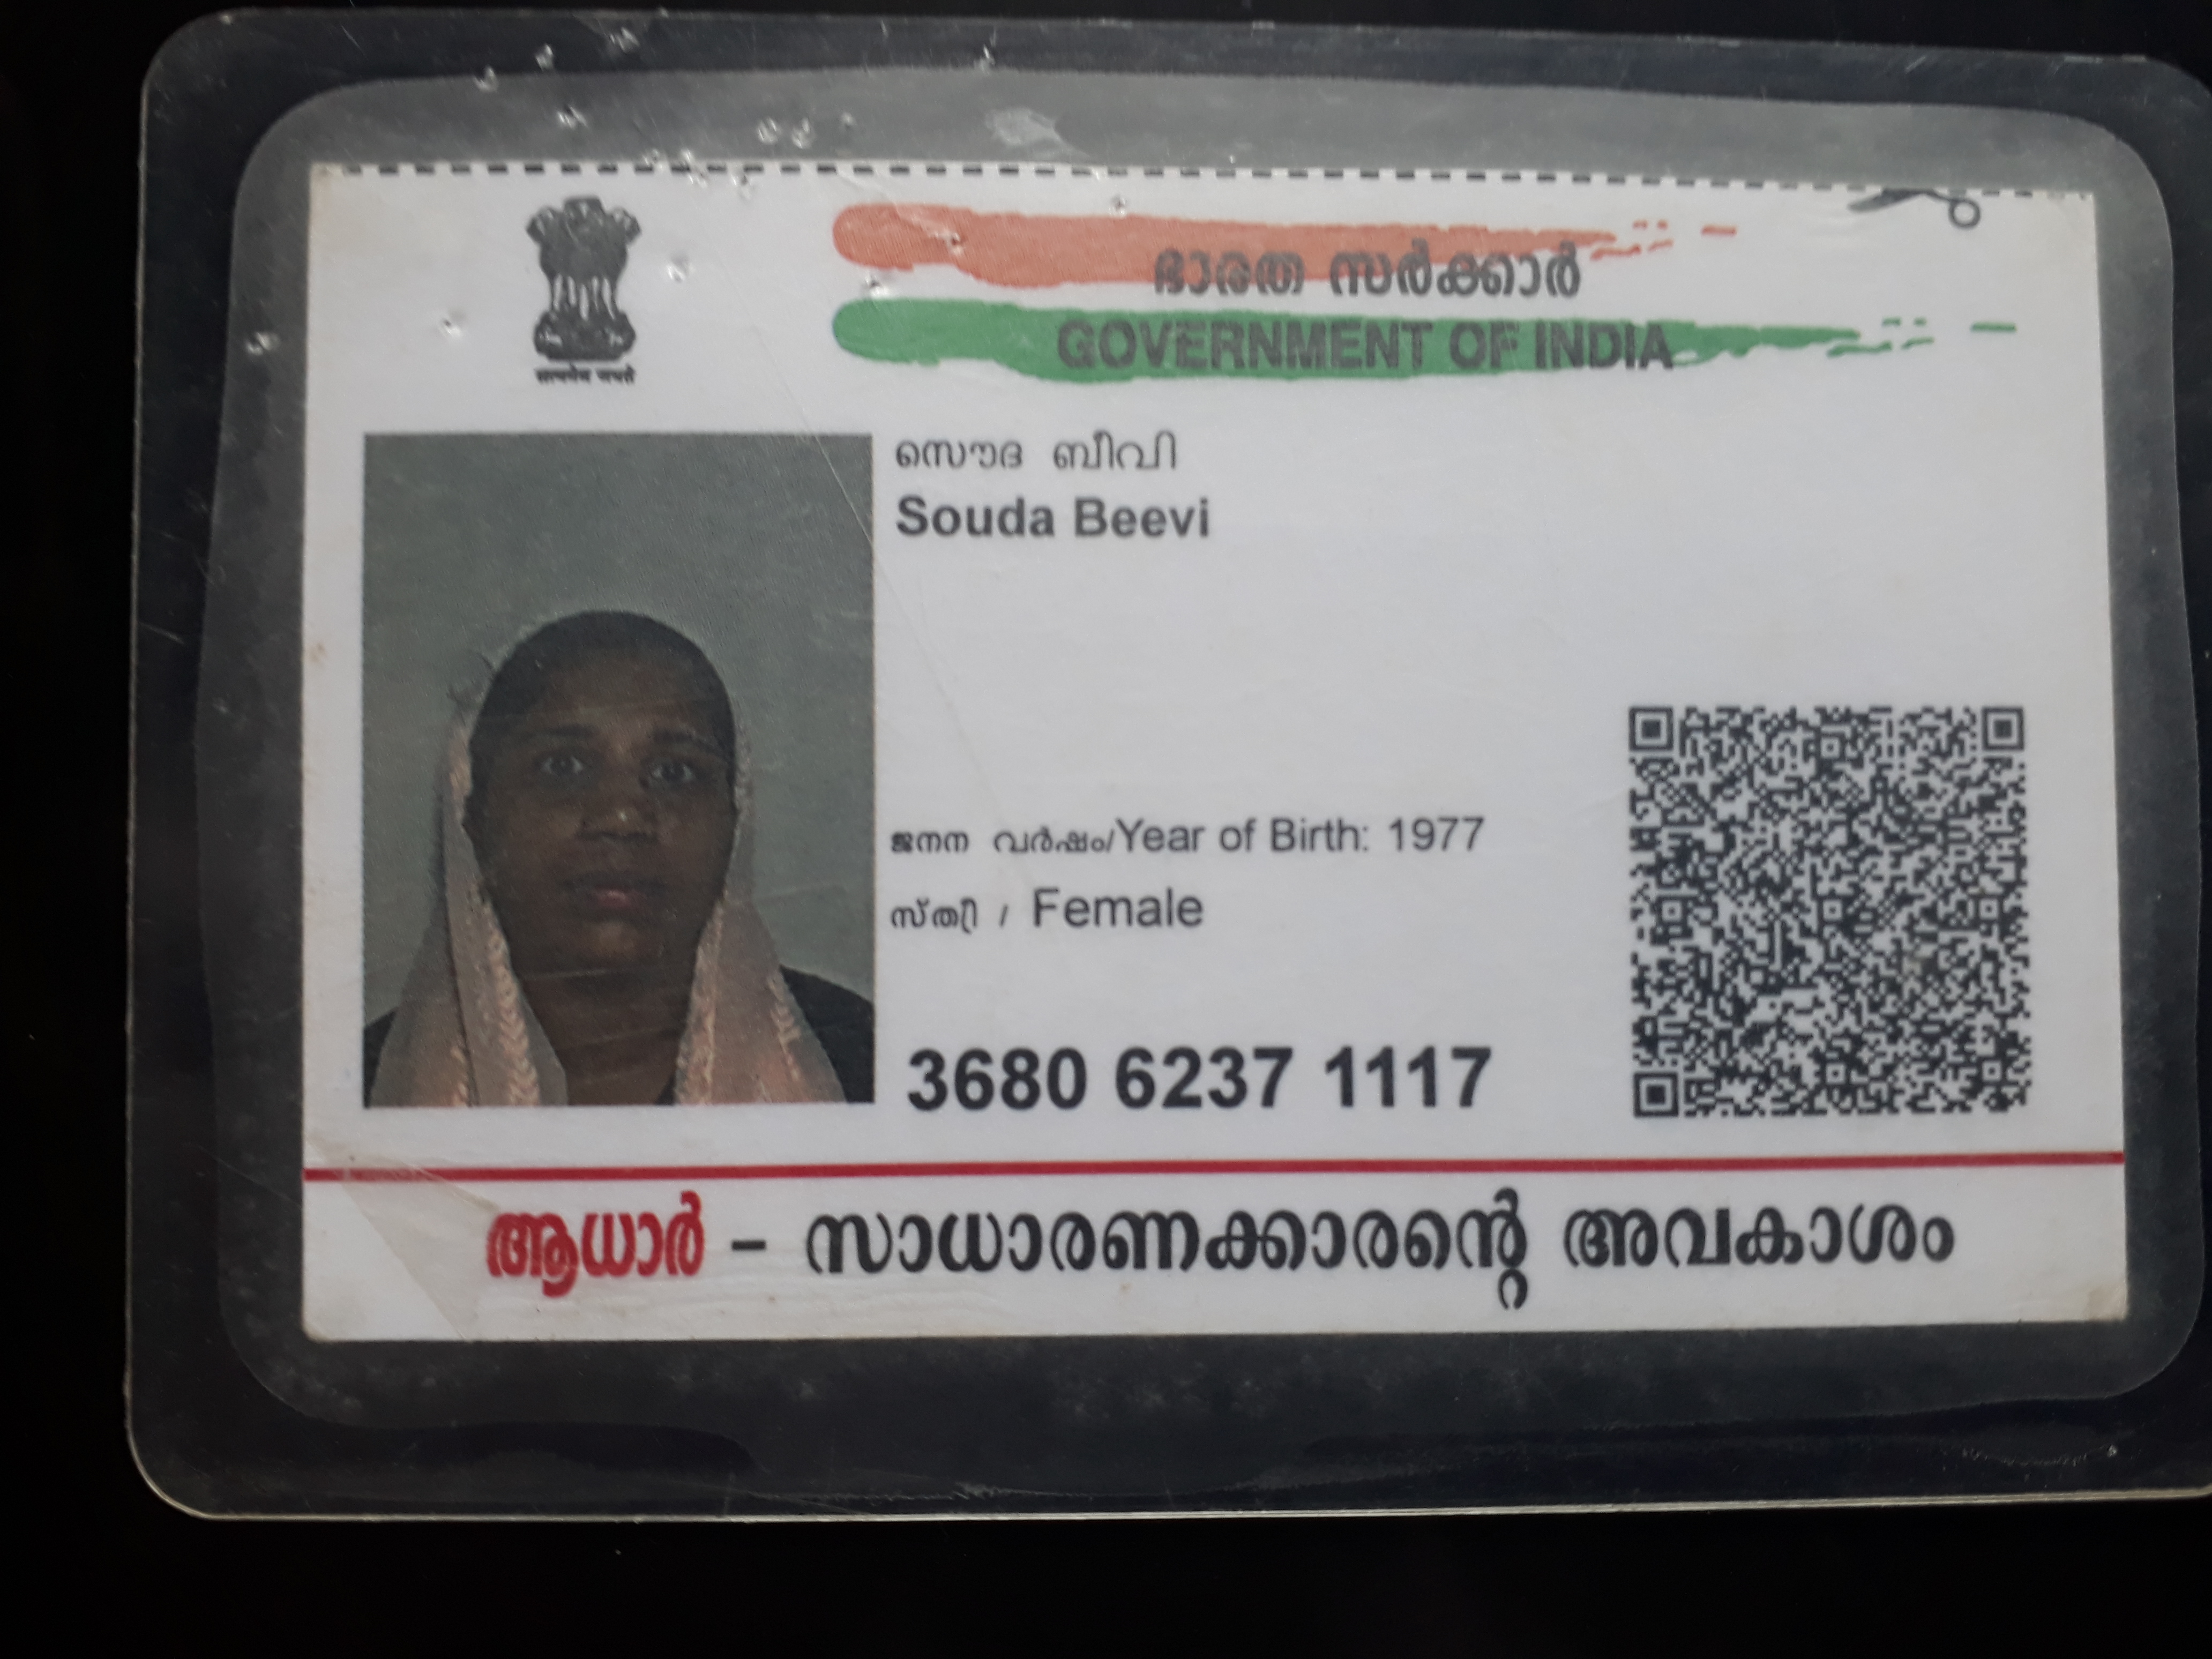 ഭാരത സർക്കാർ
GOVERNMENT OF INDIA
സൌദ ബീവി
Souda Beevi
ജനന വർഷം/Year of Birth: 1977
സ്ത്രീ / Female
3680 6237 1117
ആധാർ - സാധാരണക്കാരന്റെ അവകാശം